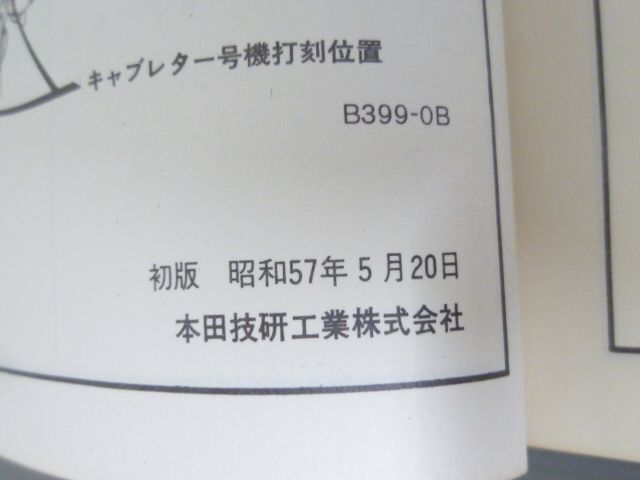 キャブレター号機打刻位置
B399-0B
初版　昭和57年 5 月20日
本田技研工業株式会社